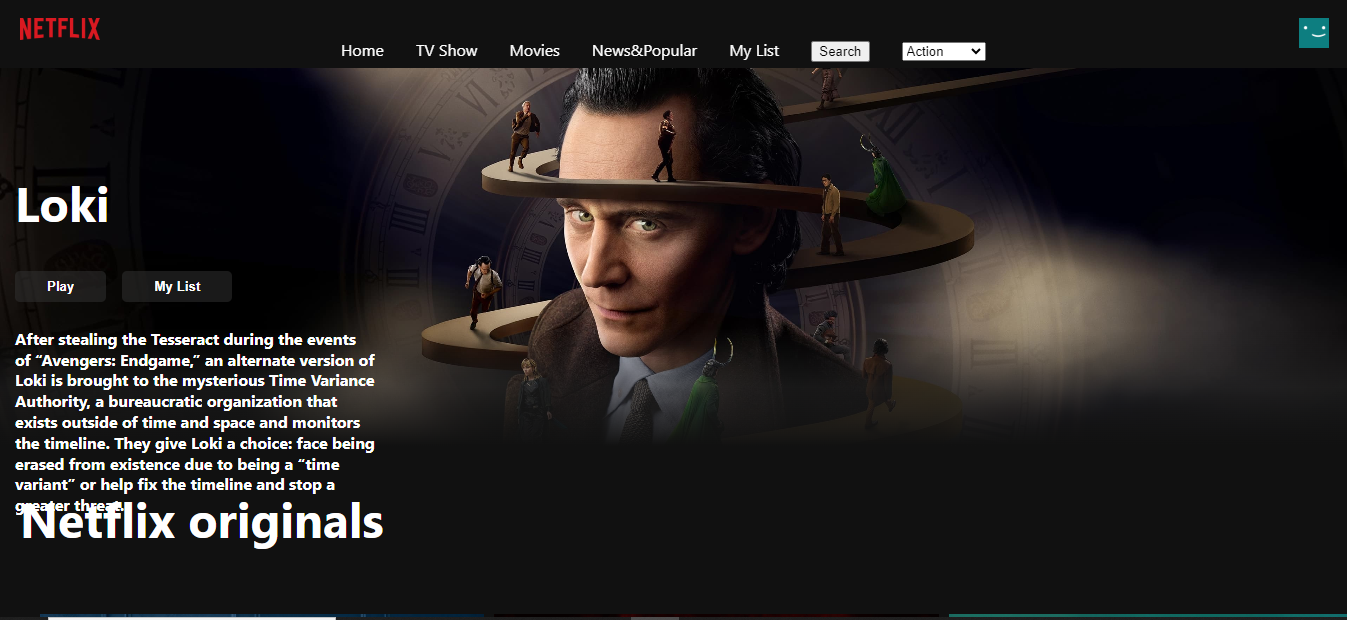 NETFLIX
Home TV Show Movies News&Popular My List Search Action
Loki
Play My List
After stealing the Tesseract during the events
of “Avengers: Endgame,” an alternate version of
Loki is brought to the mysterious Time Variance
Authority, a bureaucratic organization that
exists outside of time and space and monitors
the timeline. They give Loki a choice: face being
erased from existence due to being a “time
variant” or help fix the timeline and stop a
greater threat.
Netflix originals